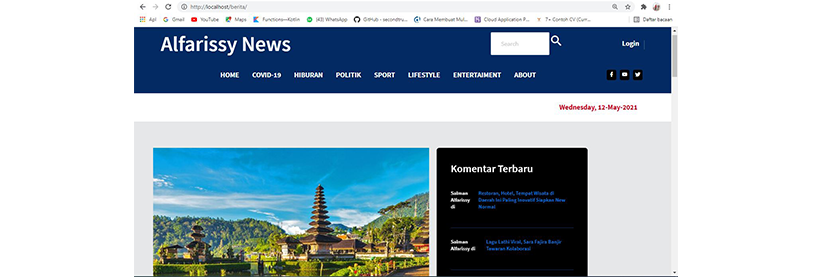 http://localhost/berita/
Apl Gmail YouTube Maps Functions—Kotlin (43) WhatsApp GitHub - seconstru... Cara Membuat Mul... Cloud Application P... 7+ Contoh CV (Curr... Daftar bacaan
Alfarissy News
Search
Login
HOME COVID-19 HIBURAN POLITIK SPORT LIFESTYLE ENTERTAIMENT ABOUT
Wednesday, 12-May-2021
Komentar Terbaru
Salman Alfarissy di
Restoran, Hotel, Tempat Wisata di
Daerah Ini Paling Inovatif Siapkan New
Normal
Salman
Alfarissy di
Lagu Lathi Viral, Sara Fajira Banjir
Tawaran Kolaborasi